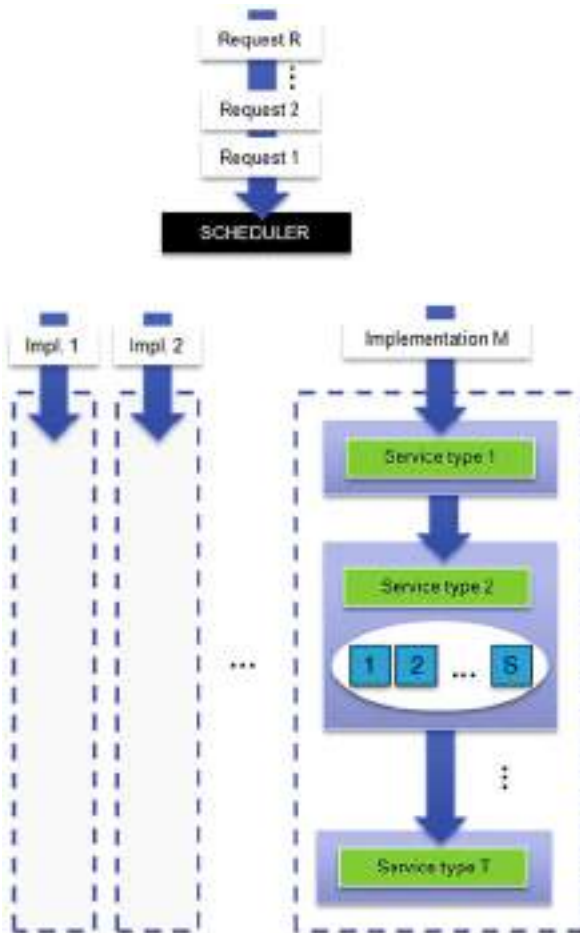 Request R
⋮
Request 2
Request 1
SCHEDULER
Impl. 1 Impl. 2 Implementation M
Service type 1
Service type 2
1 2 ... S
...
⋮
Service type T